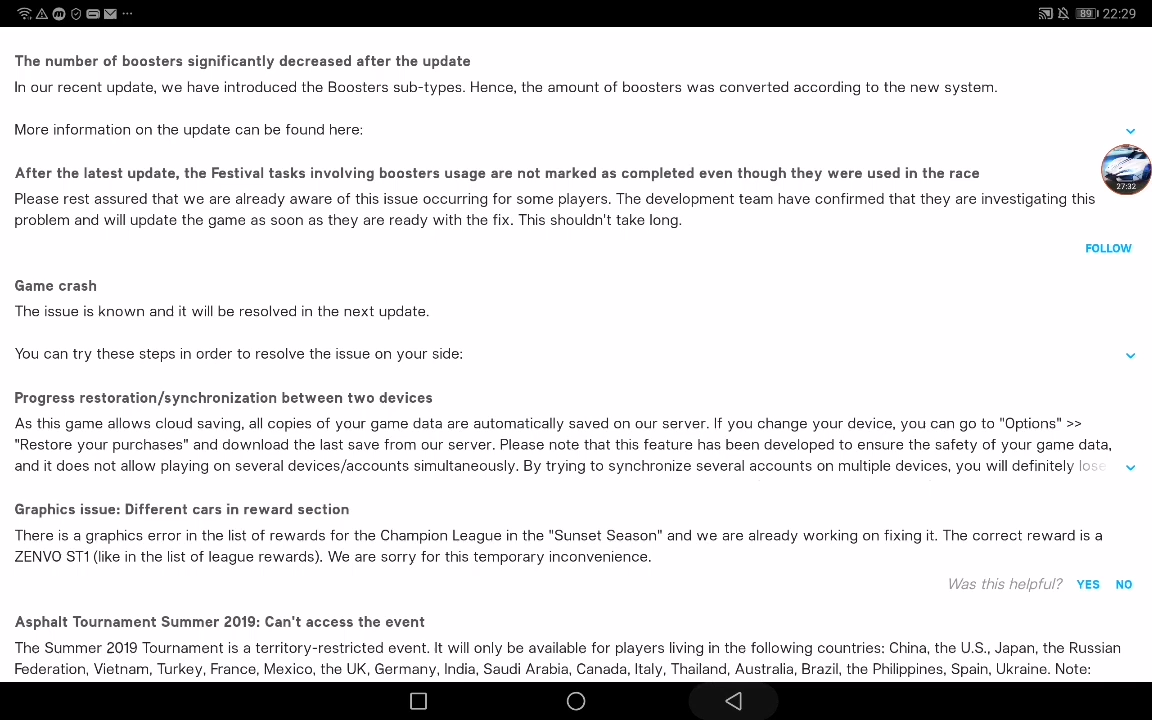 89 22:29
The number of boosters significantly decreased after the update
In our recent update, we have introduced the Boosters sub-types. Hence, the amount of boosters was converted according to the new system.
More information on the update can be found here:
After the latest update, the Festival tasks involving boosters usage are not marked as completed even though they were used in the race
27:32
Please rest assured that we are already aware of this issue occurring for some players. The development team have confirmed that they are investigating this
problem and will update the game as soon as they are ready with the fix. This shouldn't take long.
FOLLOW
Game crash
The issue is known and it will be resolved in the next update.
You can try these steps in order to resolve the issue on your side:
Progress restoration/synchronization between two devices
As this game allows cloud saving, all copies of your game data are automatically saved on our server. If you change your device, you can go to "Options" >>
"Restore your purchases" and download the last save from our server. Please note that this feature has been developed to ensure the safety of your game data,
and it does not allow playing on several devices/accounts simultaneously. By trying to synchronize several accounts on multiple devices, you will definitely lose
Graphics issue: Different cars in reward section
There is a graphics error in the list of rewards for the Champion League in the "Sunset Season" and we are already working on fixing it. The correct reward is a
ZENVO ST1 (like in the list of league rewards). We are sorry for this temporary inconvenience.
Was this helpful? YES NO
Asphalt Tournament Summer 2019: Can't access the event
The Summer 2019 Tournament is a territory-restricted event. It will only be available for players living in the following countries: China, the U.S., Japan, the Russian
Federation, Vietnam, Turkey, France, Mexico, the UK, Germany, India, Saudi Arabia, Canada, Italy, Thailand, Australia, Brazil, the Philippines, Spain, Ukraine. Note: